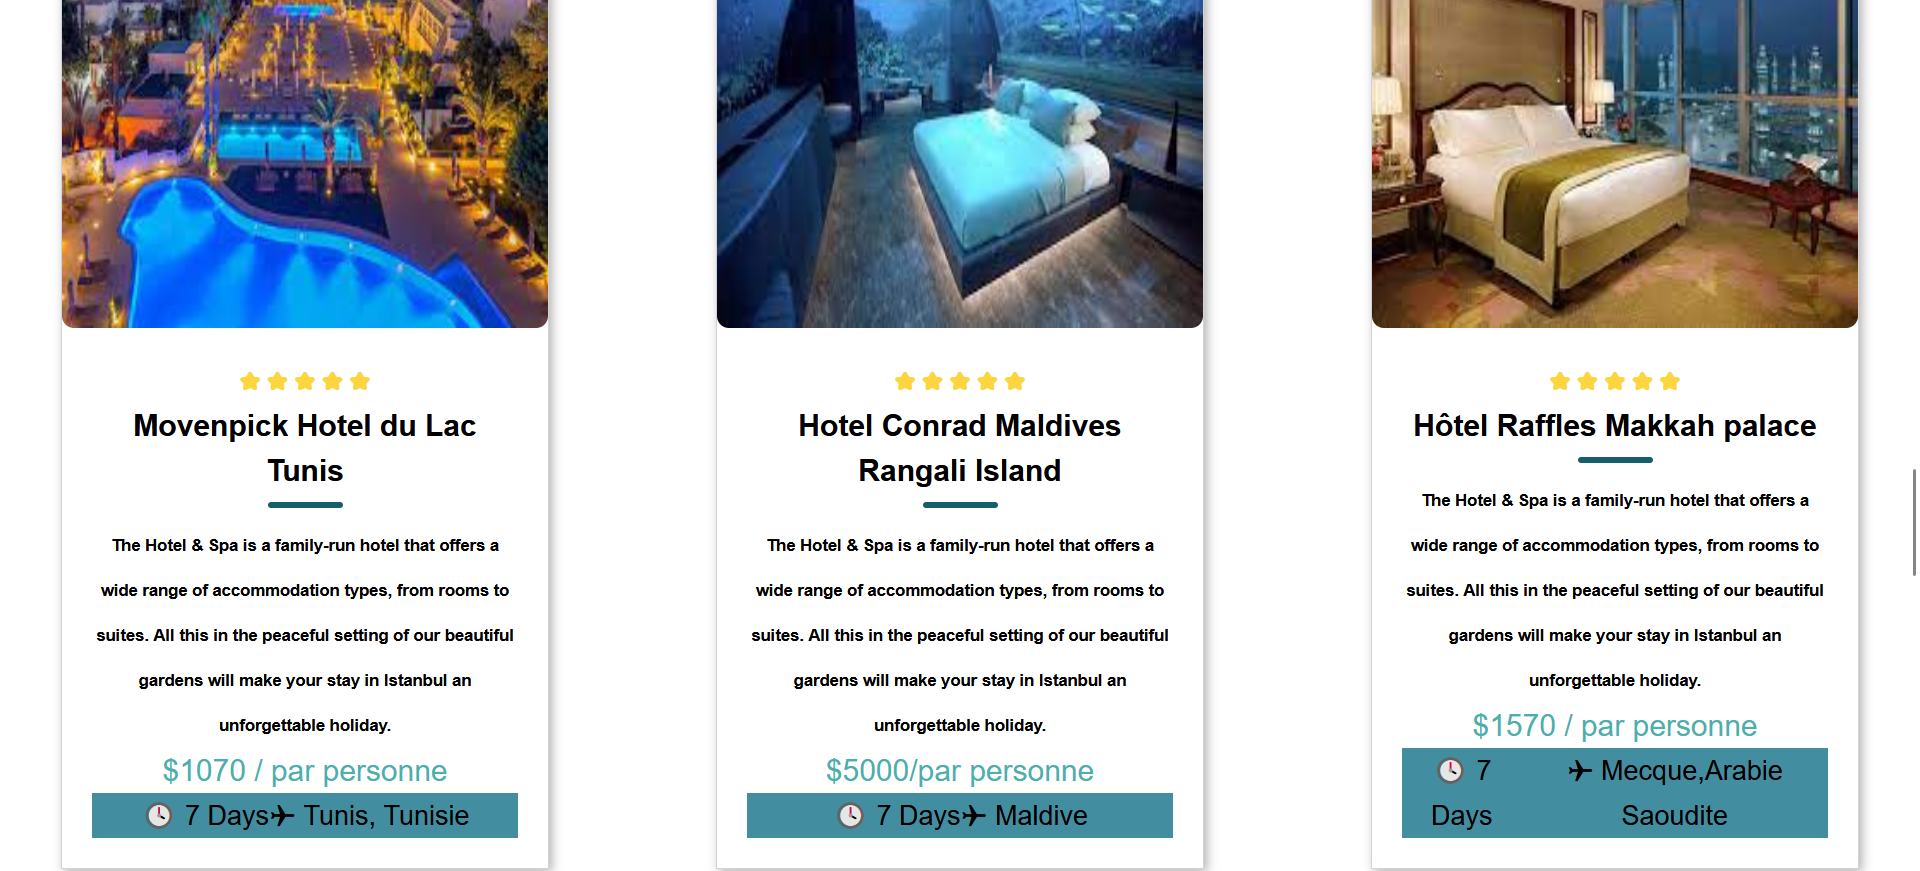 Movenpick Hotel du Lac
Tunis
The Hotel & Spa is a family-run hotel that offers a
wide range of accommodation types, from rooms to
suites. All this in the peaceful setting of our beautiful
gardens will make your stay in Istanbul an
unforgettable holiday.
$1070 / par personne
7 Days Tunis, Tunisie
Hotel Conrad Maldives
Rangali Island
The Hotel & Spa is a family-run hotel that offers a
wide range of accommodation types, from rooms to
suites. All this in the peaceful setting of our beautiful
gardens will make your stay in Istanbul an
unforgettable holiday.
$5000/par personne
7 Days Maldive
Hôtel Raffles Makkah palace
The Hotel & Spa is a family-run hotel that offers a
wide range of accommodation types, from rooms to
suites. All this in the peaceful setting of our beautiful
gardens will make your stay in Istanbul an
unforgettable holiday.
$1570 / par personne
7
Days
Mecque,Arabie
Saoudite